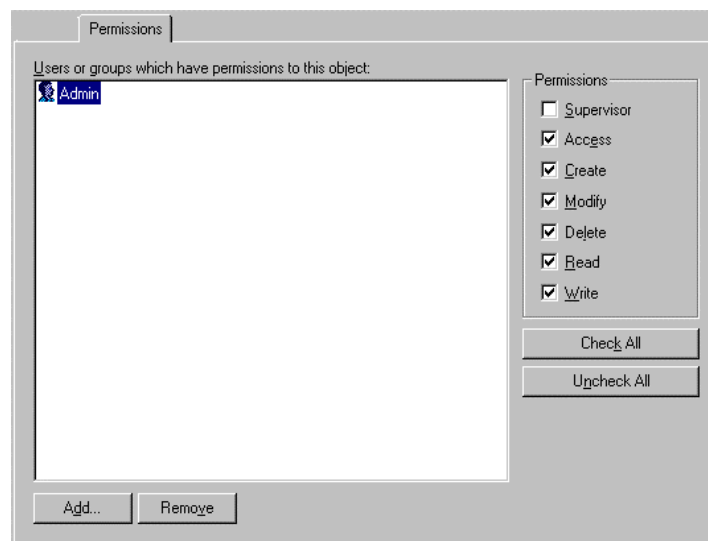 Permissions
Users or groups which have permissions to this object:
Admin
Permissions
Supervisor
Access
Create
Modify
Delete
Read
Write
Check All
Uncheck All
Add...
Remove